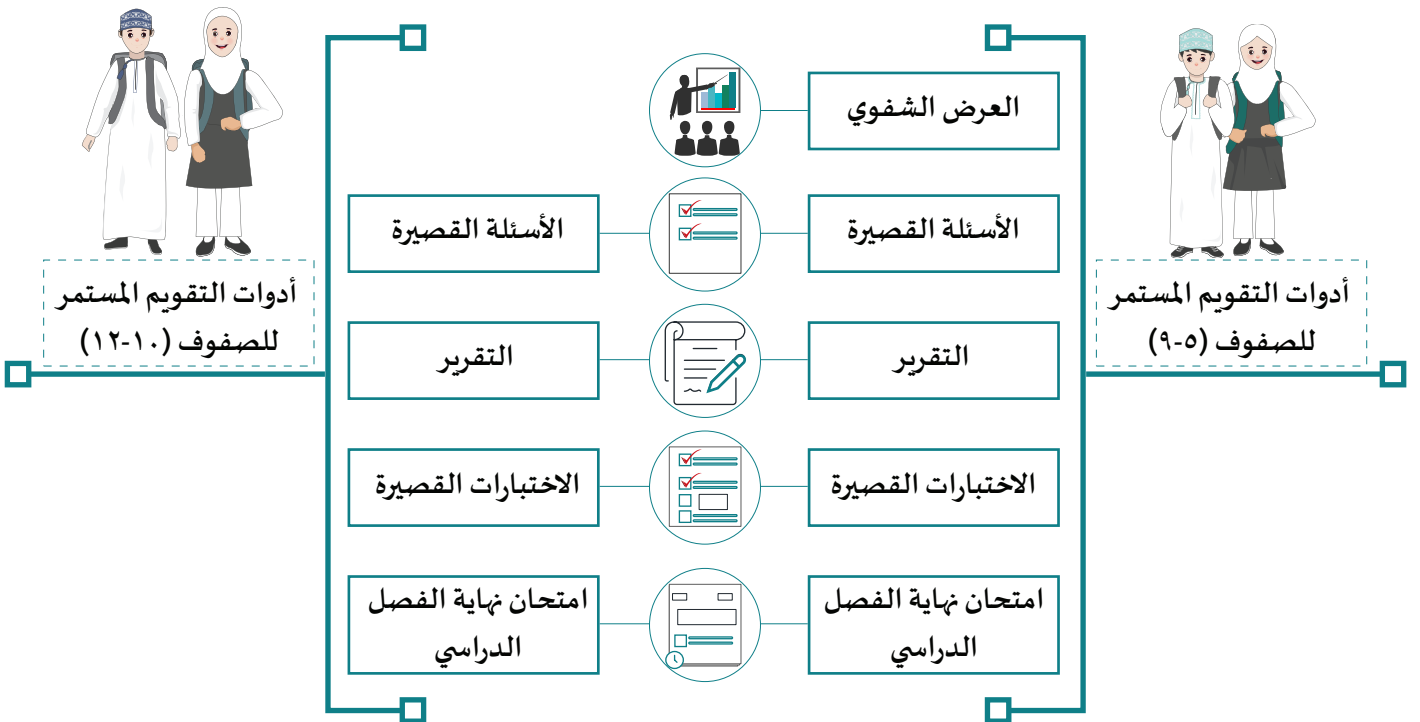 أدوات التقويم المستمر
للصفوف (٥-٩)
العرض الشفوي
الأسئلة القصيرة
التقرير
الاختبارات القصيرة
امتحان نهاية الفصل
الدراسي
أدوات التقويم المستمر
للصفوف (١٠-١٢)
الأسئلة القصيرة
التقرير
الاختبارات القصيرة
امتحان نهاية الفصل
الدراسي